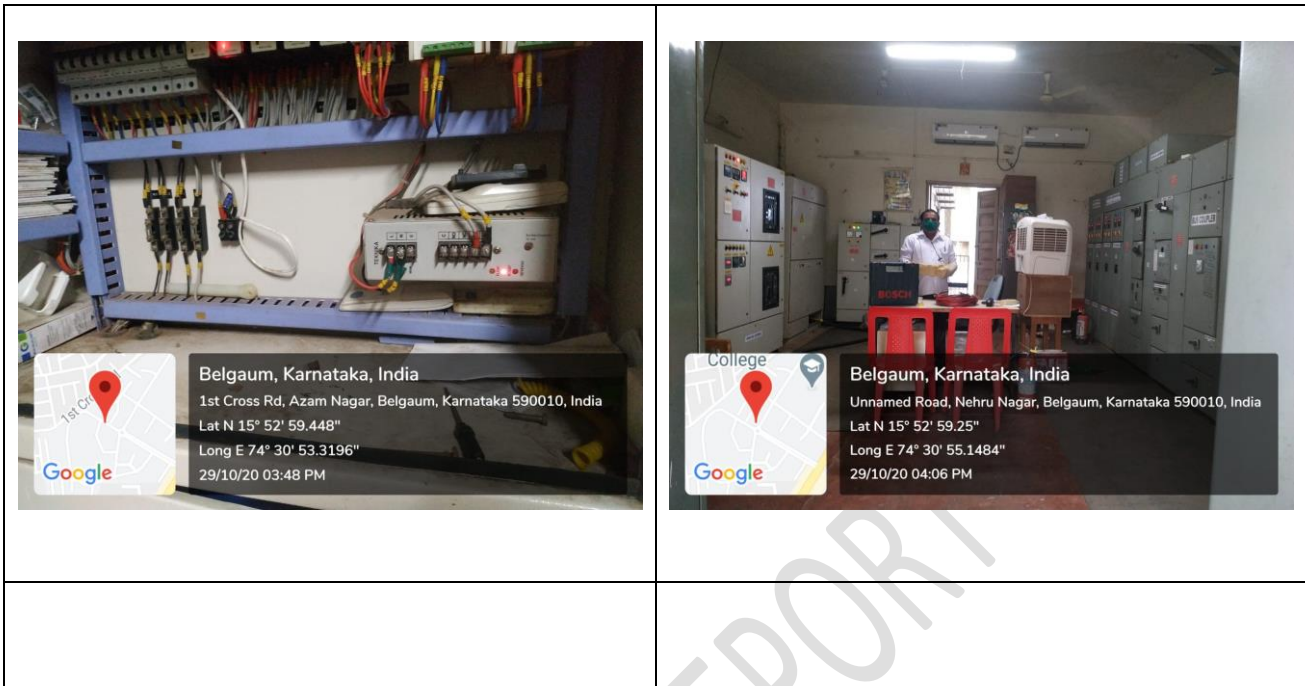 Belgaum, Karnataka, India
1st Cross Rd, Azam Nagar, Belgaum, Karnataka 590010, India
Lat N 15° 52' 59.448"
Long E 74° 30' 53.3196"
29/10/20 03:48 PM
Google
College
BOSCH
Belgaum, Karnataka, India
Unnamed Road, Nehru Nagar, Belgaum, Karnataka 590010, India
Lat N 15° 52' 59.25"
Long E 74° 30' 55.1484"
29/10/20 04:06 PM
Google